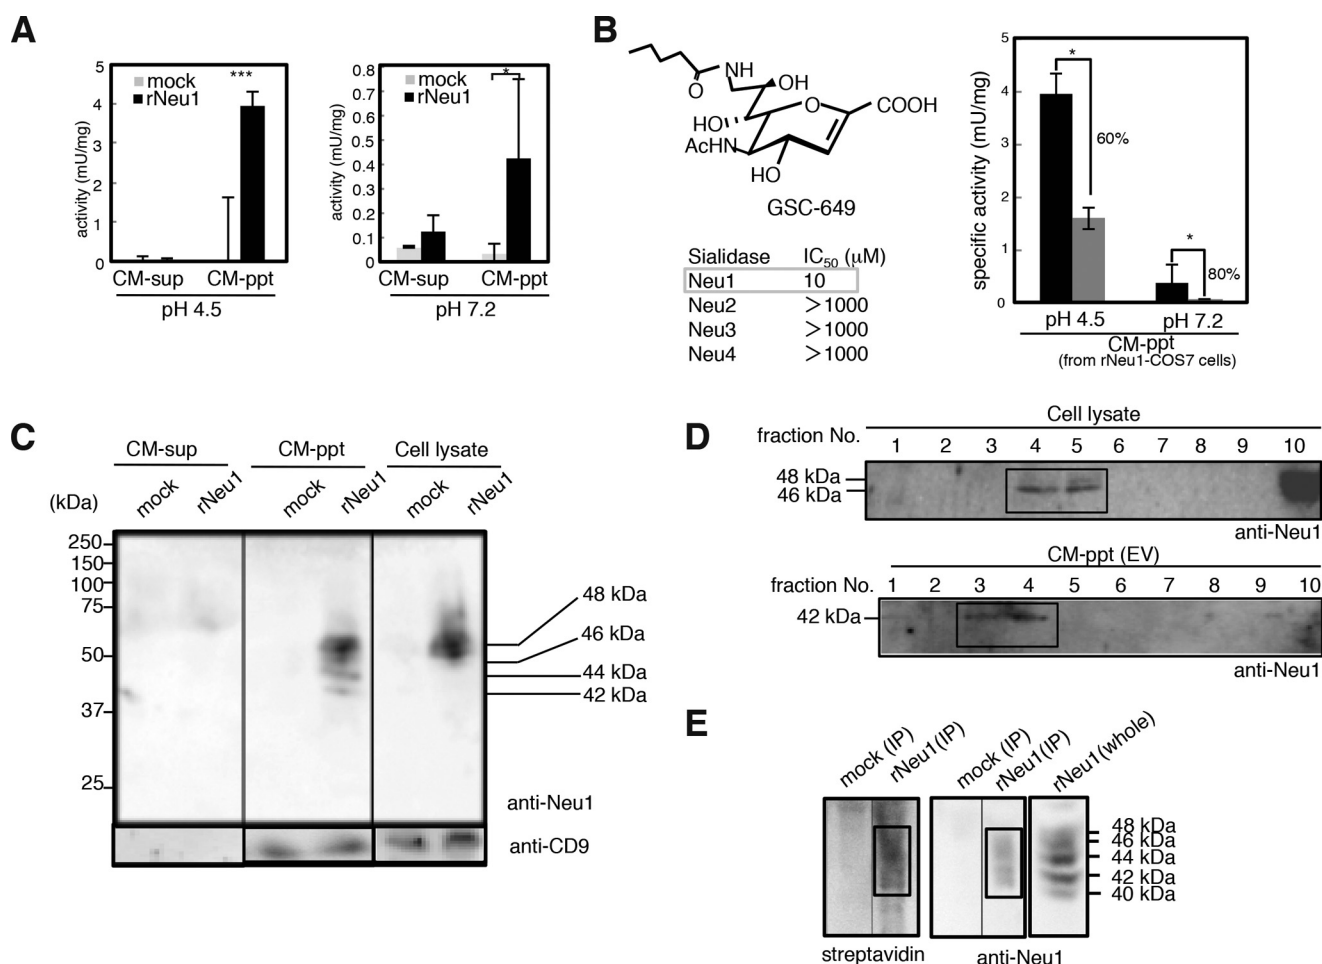 A
5
4
3
2
1
0
activity (mU/mg)
mock
rNeu1
***
CM-sup CM-ppt
pH 4.5
0.8
0.7
0.6
0.5
0.4
0.3
0.2
0.1
0
activity (mU/mg)
mock
rNeu1
*
CM-sup CM-ppt
pH 7.2
B
NH
O
OH
O
COOH
HO
AcHN
HO
GSC-649
Sialidase IC50 (μM)
Neu1 10
Neu2 >1000
Neu3 >1000
Neu4 >1000
5
4
3
2
1
0
specific activity (mU/mg)
*
60%
*
80%
pH 4.5 pH 7.2
CM-ppt
(from rNeu1-COS7 cells)
C
CM-sup CM-ppt Cell lysate
mock rNeu1 mock rNeu1 mock rNeu1
(kDa)
250
150
100
75
50
37
25
48 kDa
46 kDa
44 kDa
42 kDa
anti-Neu1
anti-CD9
D
Cell lysate
fraction No. 1 2 3 4 5 6 7 8 9 10
48 kDa
46 kDa
anti-Neu1
CM-ppt (EV)
fraction No. 1 2 3 4 5 6 7 8 9 10
42 kDa
anti-Neu1
E
mock (IP) rNeu1(IP) mock (IP) rNeu1(IP) rNeu1(whole)
48 kDa
46 kDa
44 kDa
42 kDa
40 kDa
streptavidin anti-Neu1